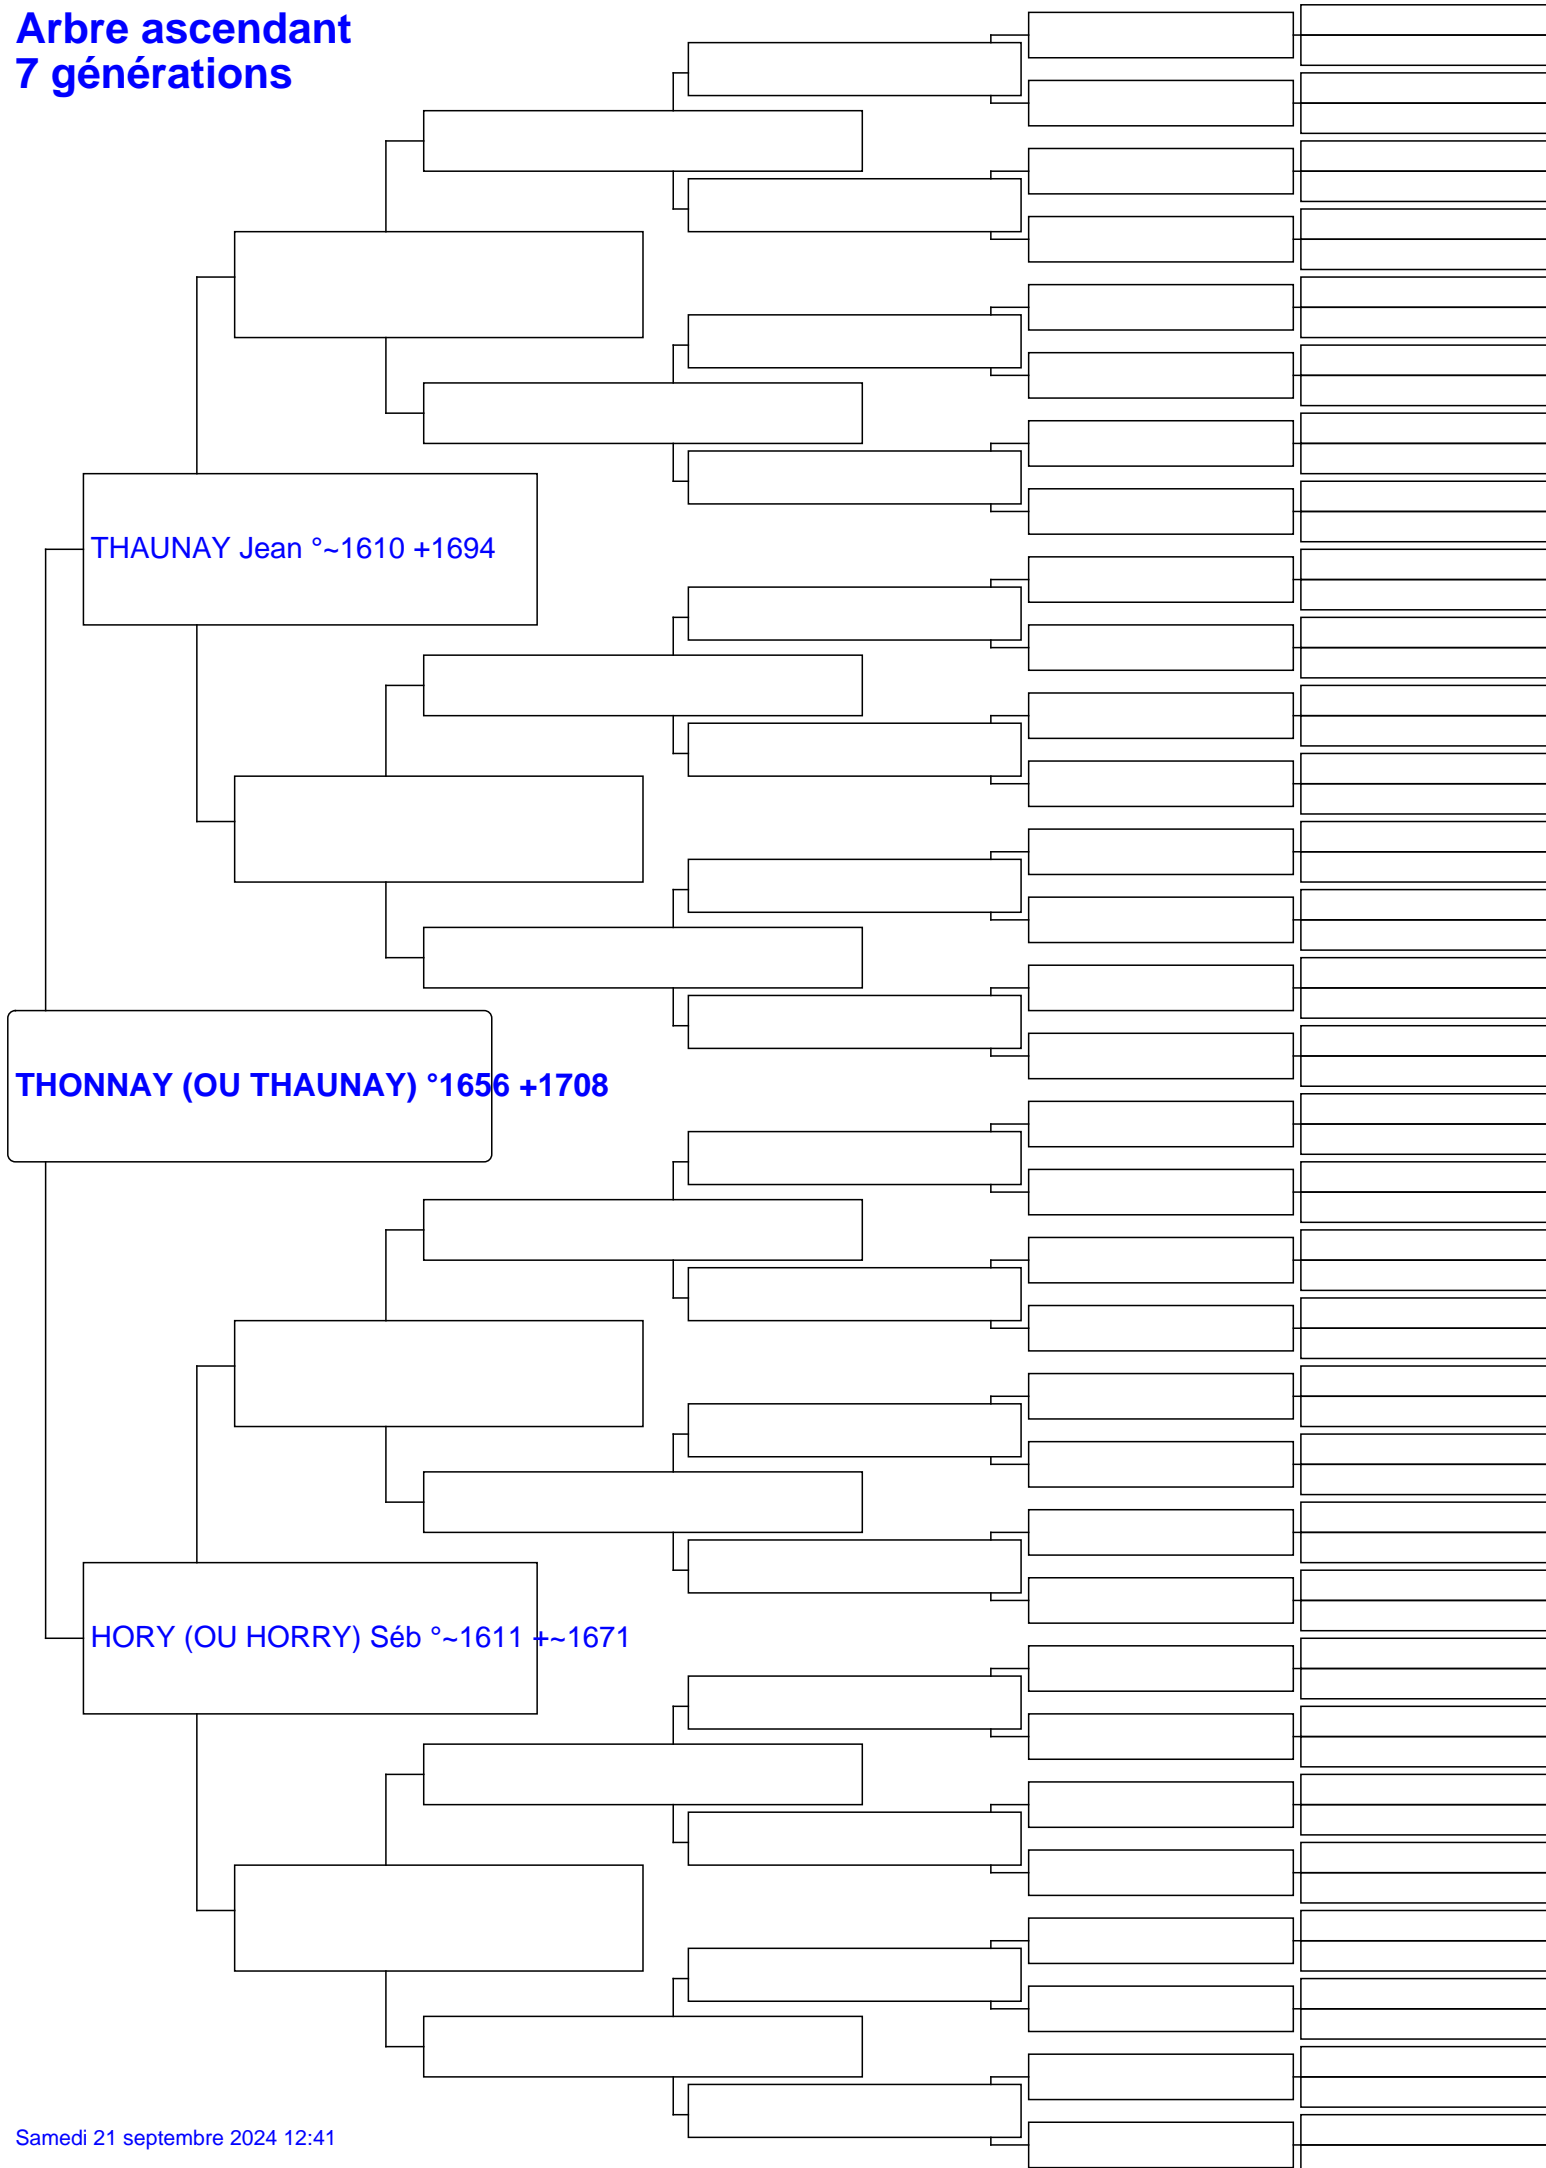 Arbre ascendant
7 générations
THAUNAY Jean °~1610 +1694
THONNAY (OU THAUNAY) °1656 +1708
HORY (OU HORRY) Séb °~1611 +~1671
Samedi 21 septembre 2024 12:41